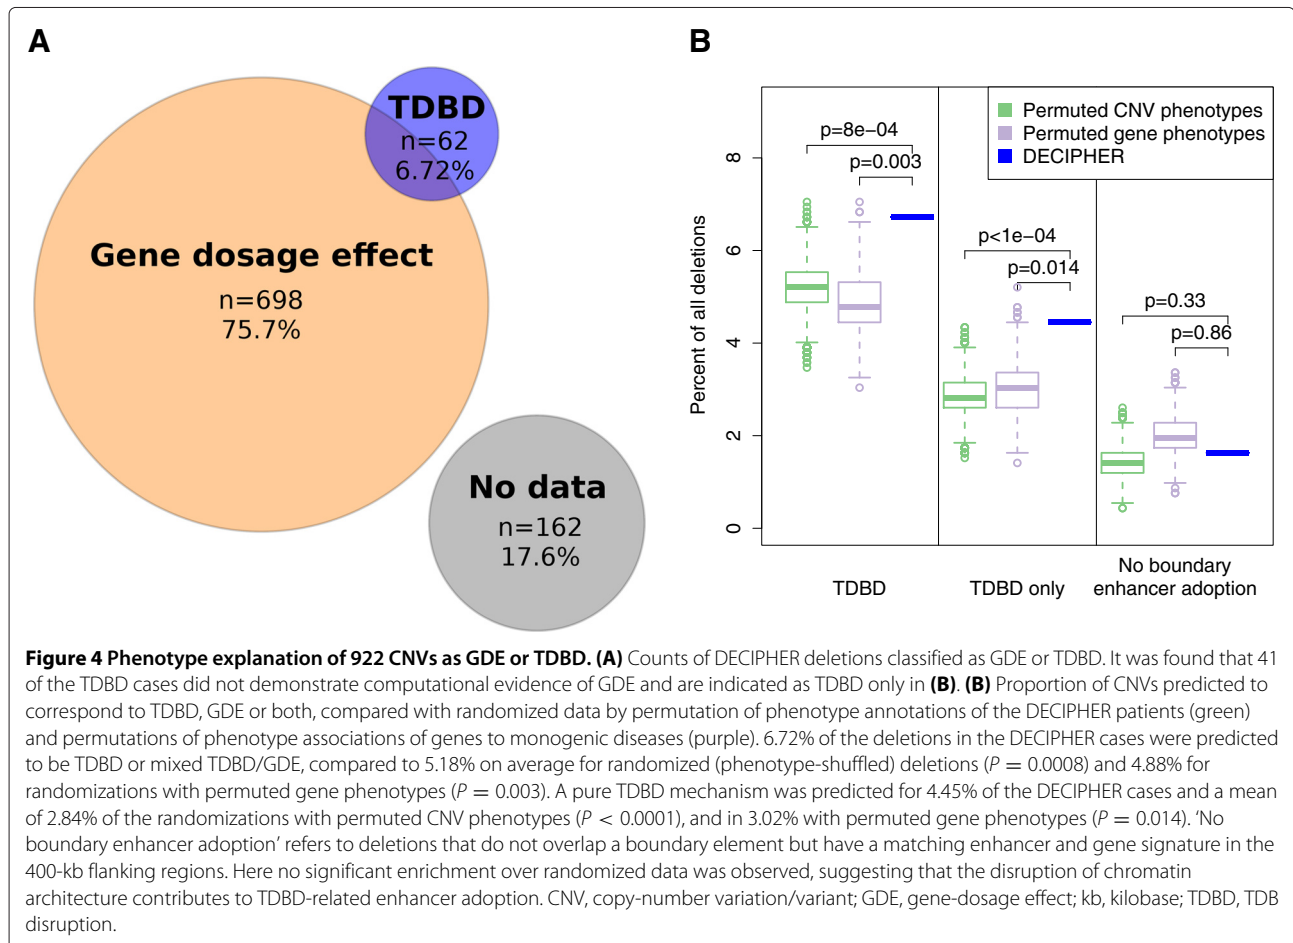 A
TDBD
n=62
6.72%
Gene dosage effect
n=698
75.7%
No data
n=162
17.6%
B
Permuted CNV phenotypes
Permuted gene phenotypes
DECIPHER
p=8e−04
p=0.003
p<1e−04
p=0.014
p=0.33
p=0.86
Percent of all deletions
8
6
4
2
0
TDBD
TDBD only
No boundary
enhancer adoption
Figure 4 Phenotype explanation of 922 CNVs as GDE or TDBD. (A) Counts of DECIPHER deletions classified as GDE or TDBD. It was found that 41
of the TDBD cases did not demonstrate computational evidence of GDE and are indicated as TDBD only in (B). (B) Proportion of CNVs predicted to
correspond to TDBD, GDE or both, compared with randomized data by permutation of phenotype annotations of the DECIPHER patients (green)
and permutations of phenotype associations of genes to monogenic diseases (purple). 6.72% of the deletions in the DECIPHER cases were predicted
to be TDBD or mixed TDBD/GDE, compared to 5.18% on average for randomized (phenotype-shuffled) deletions (P = 0.0008) and 4.88% for
randomizations with permuted gene phenotypes (P = 0.003). A pure TDBD mechanism was predicted for 4.45% of the DECIPHER cases and a mean
of 2.84% of the randomizations with permuted CNV phenotypes (P < 0.0001), and in 3.02% with permuted gene phenotypes (P = 0.014). ‘No
boundary enhancer adoption’ refers to deletions that do not overlap a boundary element but have a matching enhancer and gene signature in the
400-kb flanking regions. Here no significant enrichment over randomized data was observed, suggesting that the disruption of chromatin
architecture contributes to TDBD-related enhancer adoption. CNV, copy-number variation/variant; GDE, gene-dosage effect; kb, kilobase; TDBD, TDB
disruption.